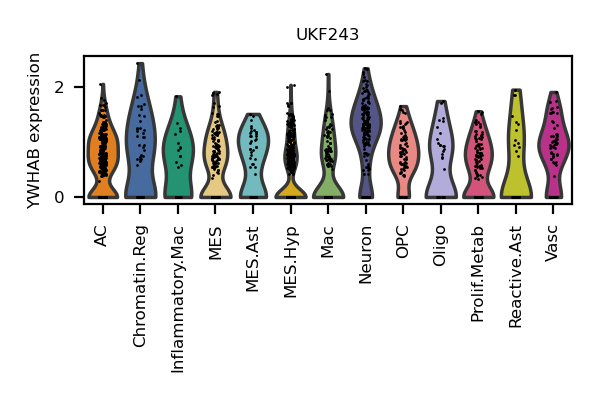 UKF243
YWHAB expression
2
0
AC
Chromatin.Reg
Inflammatory.Mac
MES
MES.Ast
MES.Hyp
Mac
Neuron
OPC
Oligo
Prolif.Metab
Reactive.Ast
Vasc